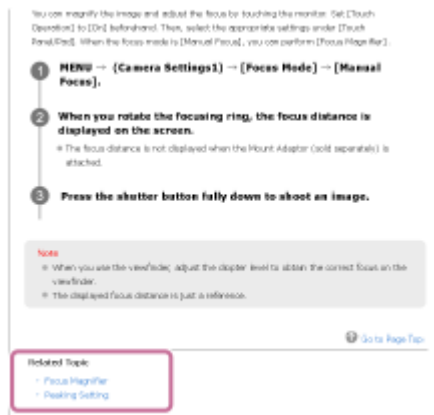 You can magnify the image and adjust the focus by touching the monitor. Set [Touch
Operation] to [On] beforehand. Then, select the appropriate settings under [Touch
Panel/Pad]. When the focus mode is [Manual Focus], you can perform [Focus Magnifier].
1 MENU → (Camera Settings1) → [Focus Mode] → [Manual
Focus].
2 When you rotate the focusing ring, the focus distance is
displayed on the screen.
The focus distance is not displayed when the Mount Adaptor (sold separately) is
attached.
3 Press the shutter button fully down to shoot an image.
Note
When you use the viewfinder, adjust the diopter level to obtain the correct focus on the
viewfinder.
The displayed focus distance is just a reference.
Go to Page Top
Related Topic
Focus Magnifier
Peaking Setting